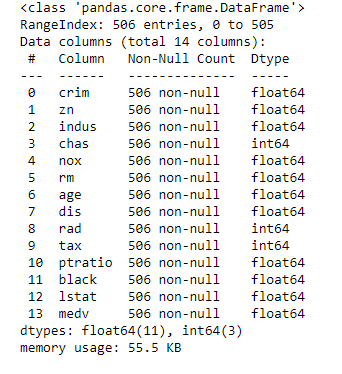 <class 'pandas.core.frame.DataFrame'>
RangeIndex: 506 entries, 0 to 505
Data columns (total 14 columns):
 #   Column   Non-Null Count  Dtype
---  ------   --------------  -----
 0   crim     506 non-null    float64
 1   zn       506 non-null    float64
 2   indus    506 non-null    float64
 3   chas     506 non-null    int64
 4   nox      506 non-null    float64
 5   rm       506 non-null    float64
 6   age      506 non-null    float64
 7   dis      506 non-null    float64
 8   rad      506 non-null    int64
 9   tax      506 non-null    int64
 10  ptratio  506 non-null    float64
 11  black    506 non-null    float64
 12  lstat    506 non-null    float64
 13  medv     506 non-null    float64
dtypes: float64(11), int64(3)
memory usage: 55.5 KB